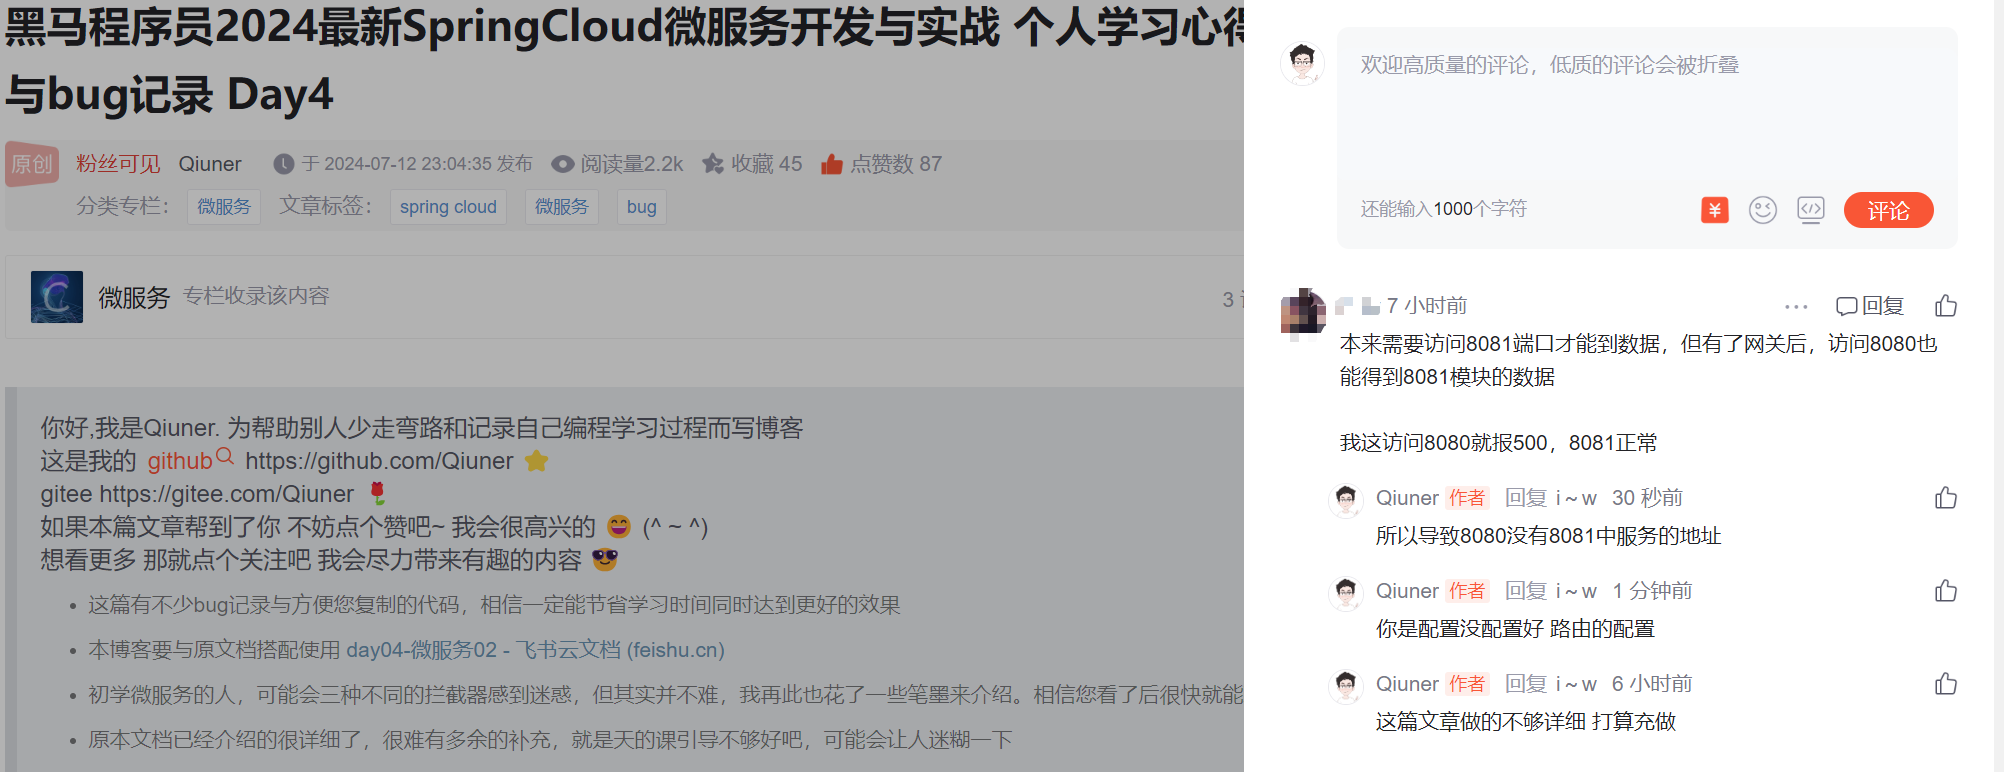 黑马程序员2024最新SpringCloud微服务开发与实战 个人学习心得
与bug记录 Day4
原创 粉丝可见 Qiuner 于 2024-07-12 23:04:35 发布 阅读量2.2k 收藏 45 点赞数 87
分类专栏： 微服务 文章标签： spring cloud 微服务 bug
微服务 专栏收录该内容 3
你好,我是Qiuner. 为帮助别人少走弯路和记录自己编程学习过程而写博客
这是我的 github https://github.com/Qiuner ⭐
gitee https://gitee.com/Qiuner 🌹
如果本篇文章帮到了你 不妨点个赞吧~ 我会很高兴的 😄 (^ ~ ^)
想看更多 那就点个关注吧 我会尽力带来有趣的内容 😎
• 这篇有不少bug记录与方便您复制的代码，相信一定能节省学习时间同时达到更好的效果
• 本博客要与原文档搭配使用 day04-微服务02 - 飞书云文档 (feishu.cn)
• 初学微服务的人，可能会三种不同的拦截器感到迷惑，但其实并不难，我再此也花了一些笔墨来介绍。相信您看了后很快就能
• 原本文档已经介绍的很详细了，很难有多余的补充，就是天的课引导不够好吧，可能会让人迷糊一下
欢迎高质量的评论，低质的评论会被折叠
还能输入1000个字符 ¥ 评论
7 小时前 ··· 回复
本来需要访问8081端口才能到数据，但有了网关后，访问8080也
能得到8081模块的数据
我这访问8080就报500，8081正常
Qiuner 作者 回复 i～w 30 秒前
所以导致8080没有8081中服务的地址
Qiuner 作者 回复 i～w 1 分钟前
你是配置没配置好 路由的配置
Qiuner 作者 回复 i～w 6 小时前
这篇文章做的不够详细 打算充做